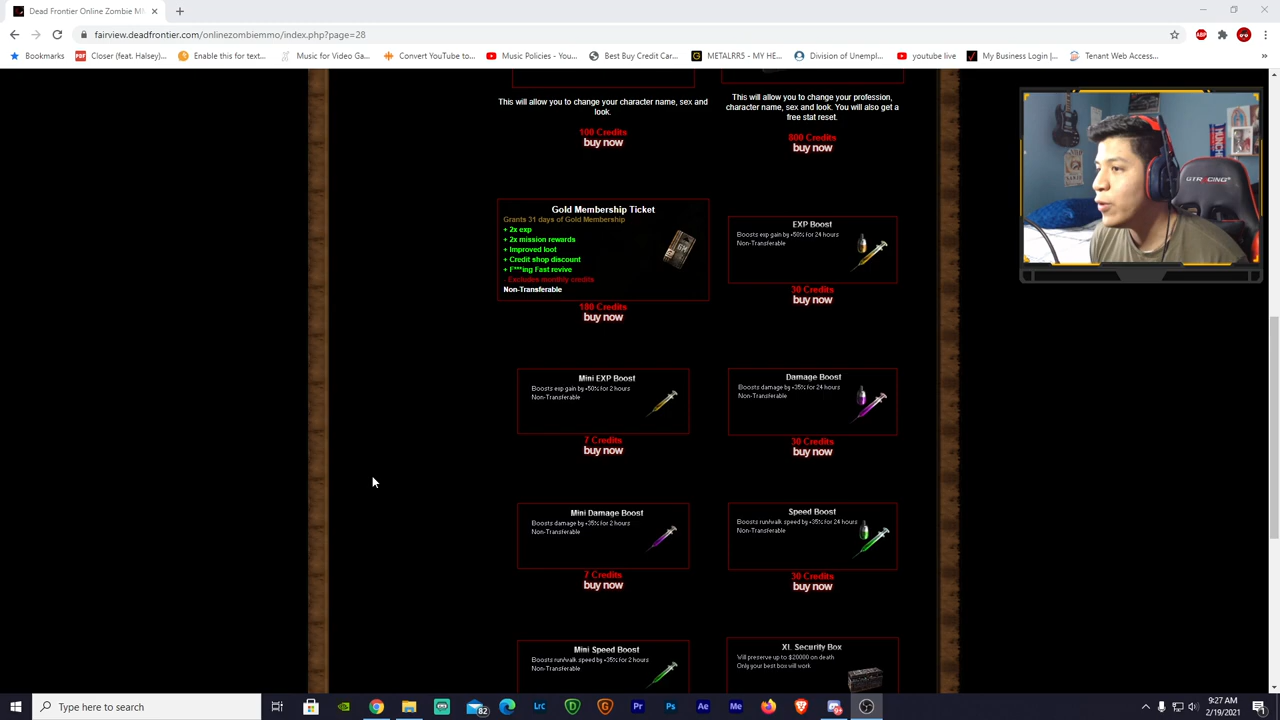 Dead Frontier Online Zombie M
fairview.deadfrontier.com/onlinezombiemmo/index.php?page=28
Bookmarks
Closer (feat. Halsey)...
Enable this for text...
Music for Video Ga...
Convert YouTube to...
Music Policies - Yo...
Best Buy Credit Car...
METALRR5 - MY HE...
Division of Unempl...
youtube live
My Business Login |...
Tenant Web Access...
This will allow you to change your character name, sex and
look.
100 Credits
buy now
This will allow you to change your profession,
character name, sex and look. You will also get a
free stat reset.
800 Credits
buy now
Gold Membership Ticket
Grants 31 days of Gold Membership
+ 2x exp
+ 2x mission rewards
+ Improved loot
+ Credit shop discount
+ F***ing Fast revive
Excludes monthly credits
Non-Transferable
180 Credits
buy now
EXP Boost
Boosts exp gain by +50% for 24 hours
Non-Transferable
30 Credits
buy now
Mini EXP Boost
Boosts exp gain by +50% for 2 hours
Non-Transferable
7 Credits
buy now
Damage Boost
Boosts damage by +35% for 24 hours
Non-Transferable
30 Credits
buy now
Mini Damage Boost
Boosts damage by +35% for 2 hours
Non-Transferable
7 Credits
buy now
Speed Boost
Boosts run/walk speed by +35% for 24 hours
Non-Transferable
30 Credits
buy now
Mini Speed Boost
Boosts run/walk speed by +35% for 2 hours
Non-Transferable
XL Security Box
Will preserve up to $20000 on death
Only your best box will work
GTRACING
Type here to search
82
9:27 AM
2/19/2021